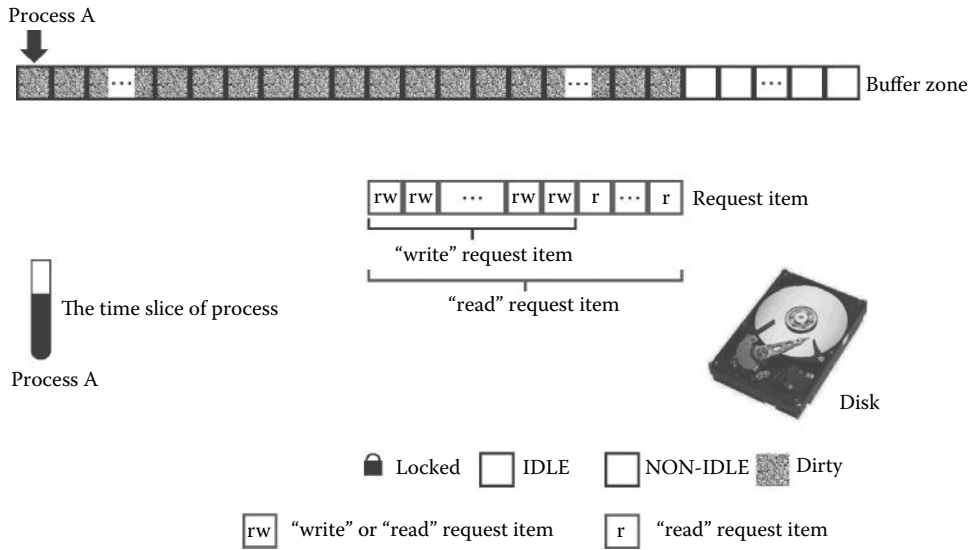 Process A
... ... ...
Buffer zone
rw rw ... rw rw r ... r
Request item
“write” request item
“read” request item
The time slice of process
Process A
Disk
Locked IDLE NON-IDLE Dirty
rw “write” or “read” request item r “read” request item